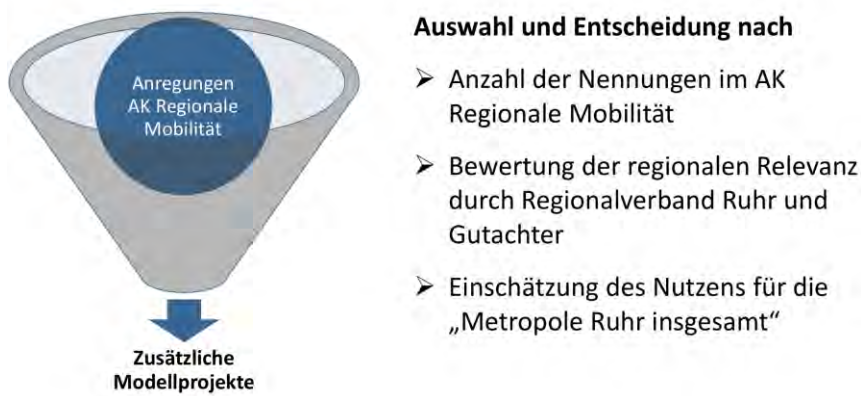 Anregungen
AK Regionale
Mobilität
Zusätzliche
Modellprojekte
Auswahl und Entscheidung nach
➢ Anzahl der Nennungen im AK
Regionale Mobilität
➢ Bewertung der regionalen Relevanz
durch Regionalverband Ruhr und
Gutachter
➢ Einschätzung des Nutzens für die
„Metropole Ruhr insgesamt“